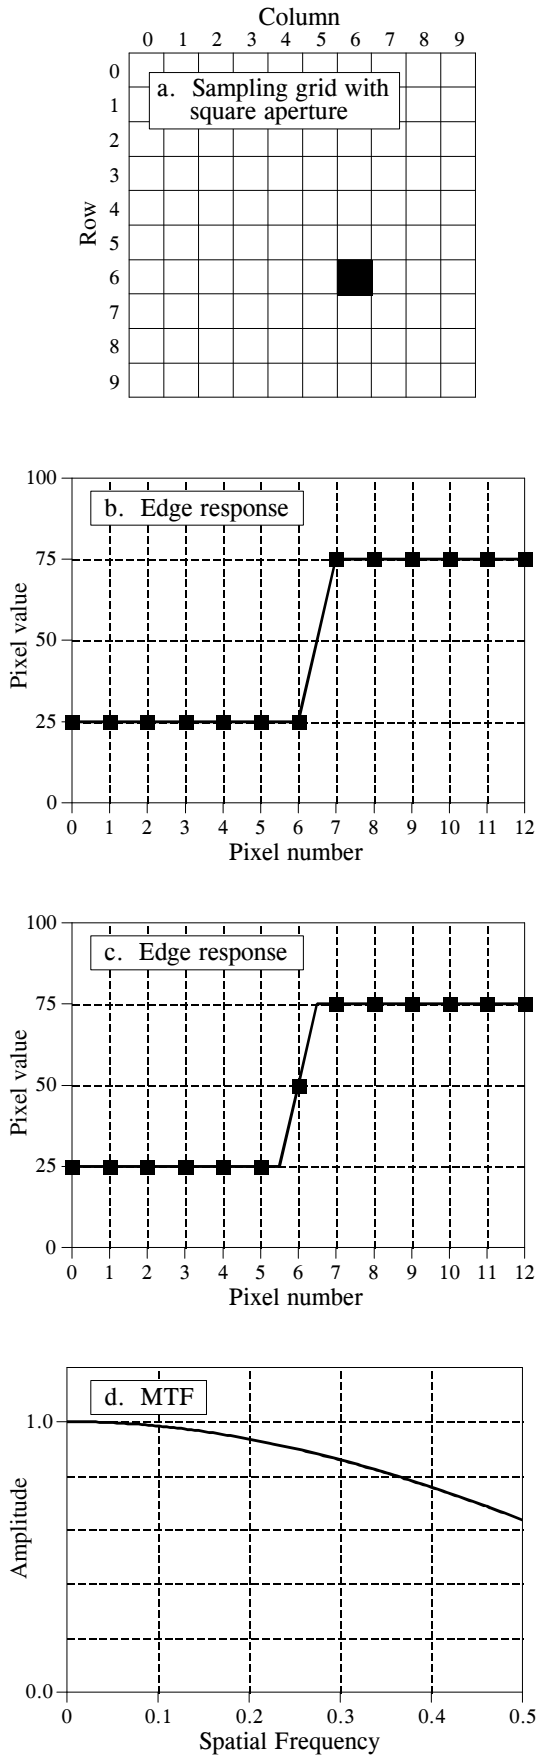 Column
0 1 2 3 4 5 6 7 8 9
a. Sampling grid with
square aperture
Row
0
1
2
3
4
5
6
7
8
9
b. Edge response
Pixel value
100
75
50
25
0
0 1 2 3 4 5 6 7 8 9 10 11 12
Pixel number
c. Edge response
Pixel value
100
75
50
25
0
0 1 2 3 4 5 6 7 8 9 10 11 12
Pixel number
d. MTF
Amplitude
1.0
0.0
0 0.1 0.2 0.3 0.4 0.5
Spatial Frequency